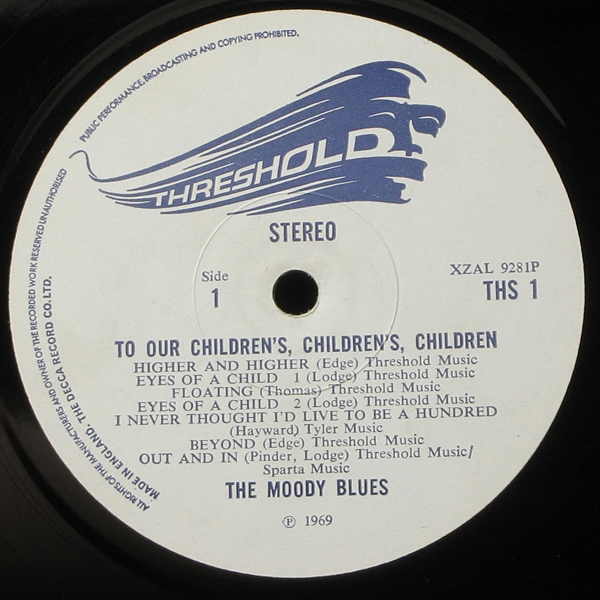 PUBLIC PERFORMANCE, BROADCASTING AND COPYING PROHIBITED.
ALL RIGHTS OF THE MANUFACTURERS AND OWNER OF THE RECORDED WORK RESERVED UNAUTHORISED
MADE IN ENGLAND. THE DECCA RECORD CO. LTD.
THRESHOLD
STEREO
Side
1
XZAL 9281P
THS 1
TO OUR CHILDREN'S, CHILDREN'S, CHILDREN
HIGHER AND HIGHER (Edge) Threshold Music
EYES OF A CHILD 1 (Lodge) Threshold Music
FLOATING (Thomas) Threshold Music
EYES OF A CHILD 2 (Lodge) Threshold Music
I NEVER THOUGHT I'D LIVE TO BE A HUNDRED
(Hayward) Tyler Music
BEYOND (Edge) Threshold Music
OUT AND IN (Pinder, Lodge) Threshold Music/
Sparta Music
THE MOODY BLUES
℗ 1969